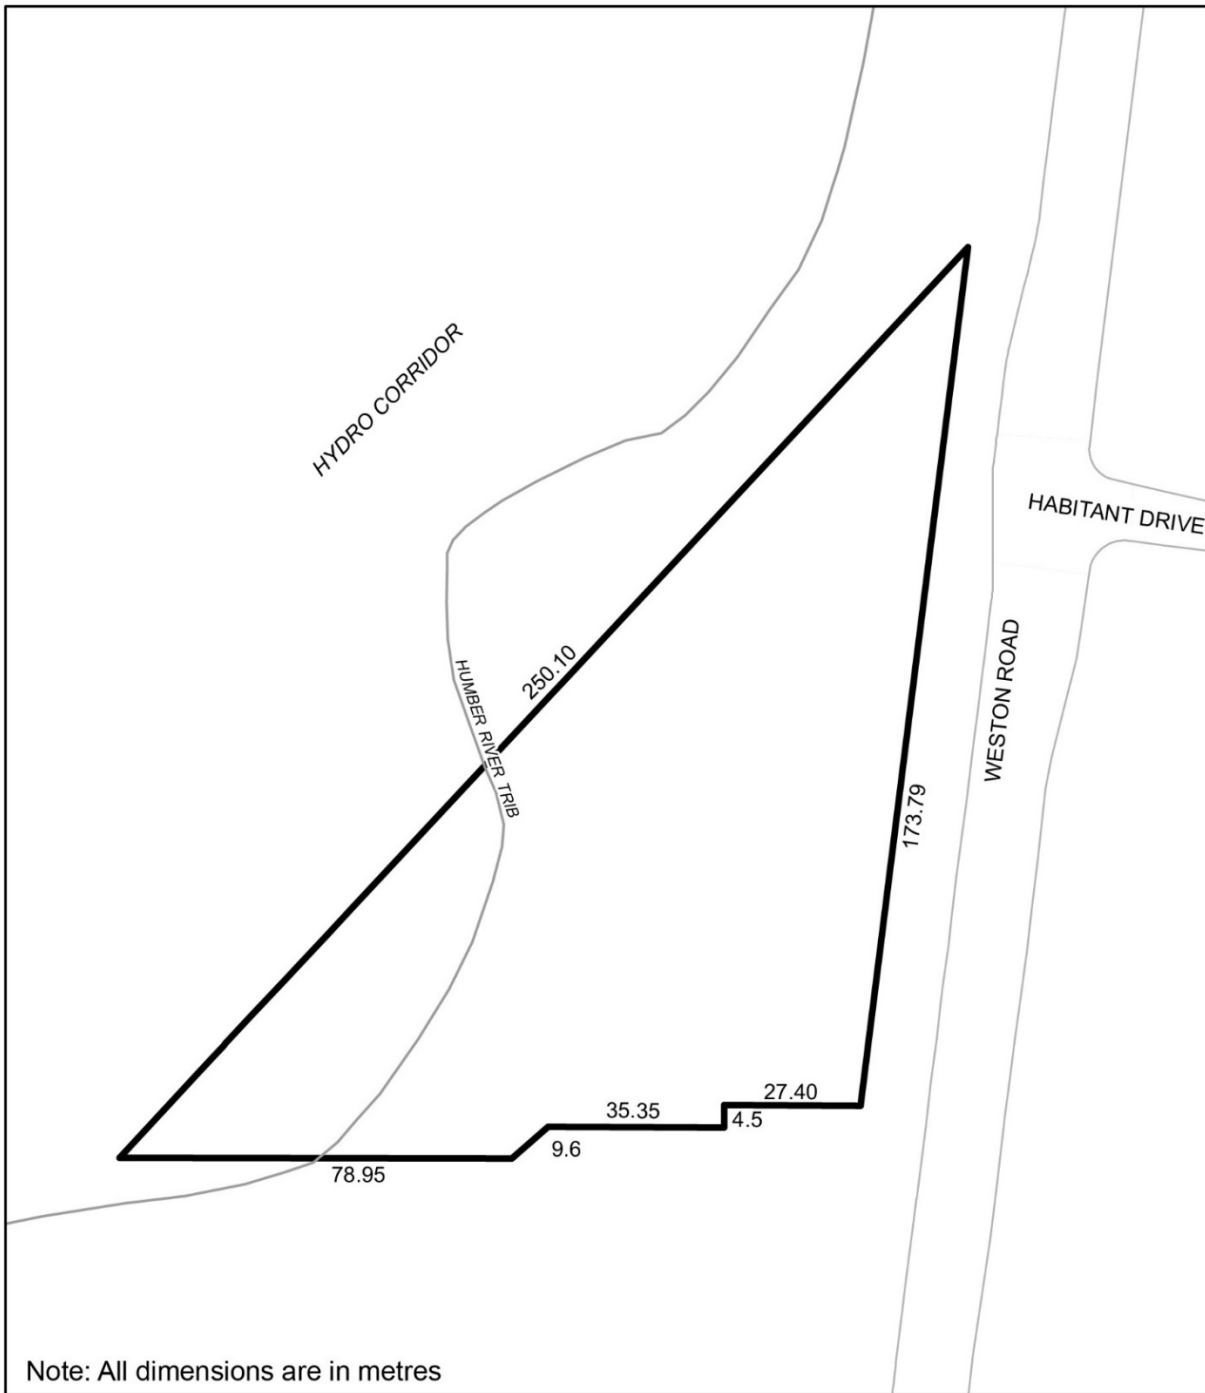 HYDRO CORRIDOR
HABITANT DRIVE
WESTON ROAD
250.10
HUMBER RIVER TRIB
173.79
27.40
35.35
4.5
9.6
78.95
Note: All dimensions are in metres